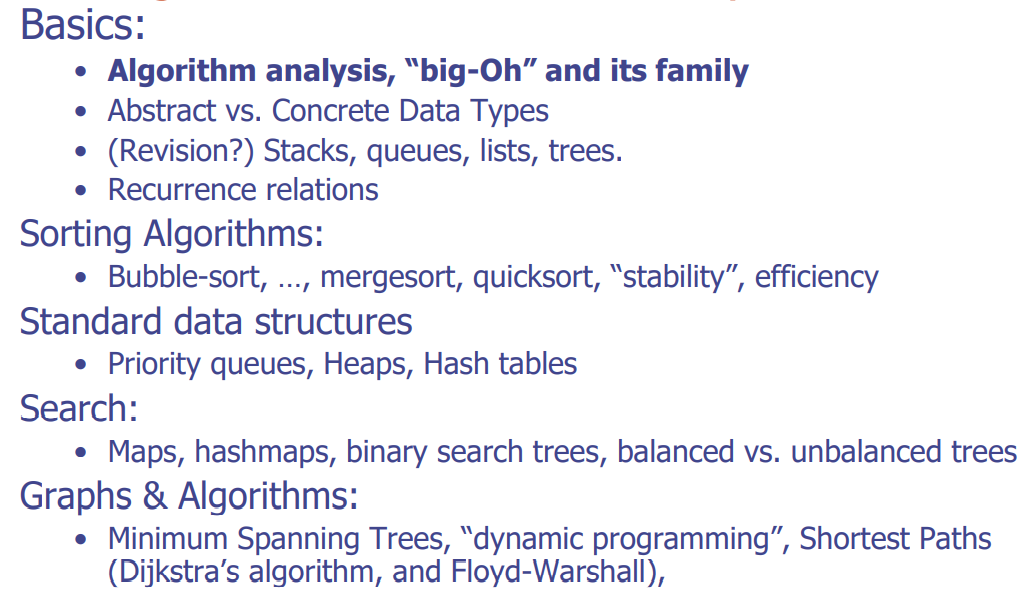 Basics:
• Algorithm analysis, “big-Oh” and its family
• Abstract vs. Concrete Data Types
• (Revision?) Stacks, queues, lists, trees.
• Recurrence relations
Sorting Algorithms:
• Bubble-sort, …, mergesort, quicksort, “stability”, efficiency
Standard data structures
• Priority queues, Heaps, Hash tables
Search:
• Maps, hashmaps, binary search trees, balanced vs. unbalanced trees
Graphs & Algorithms:
• Minimum Spanning Trees, “dynamic programming”, Shortest Paths
(Dijkstra’s algorithm, and Floyd-Warshall),